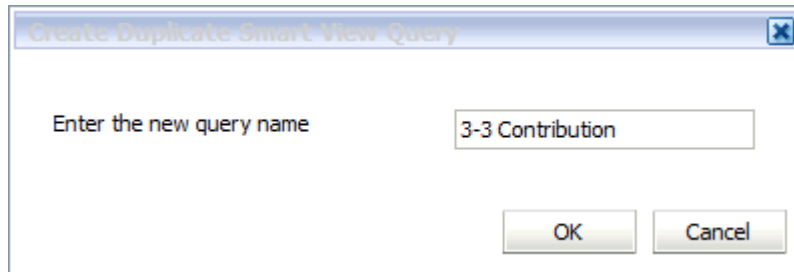 Create Duplicate Smart View Query
Enter the new query name 3-3 Contribution
OK Cancel